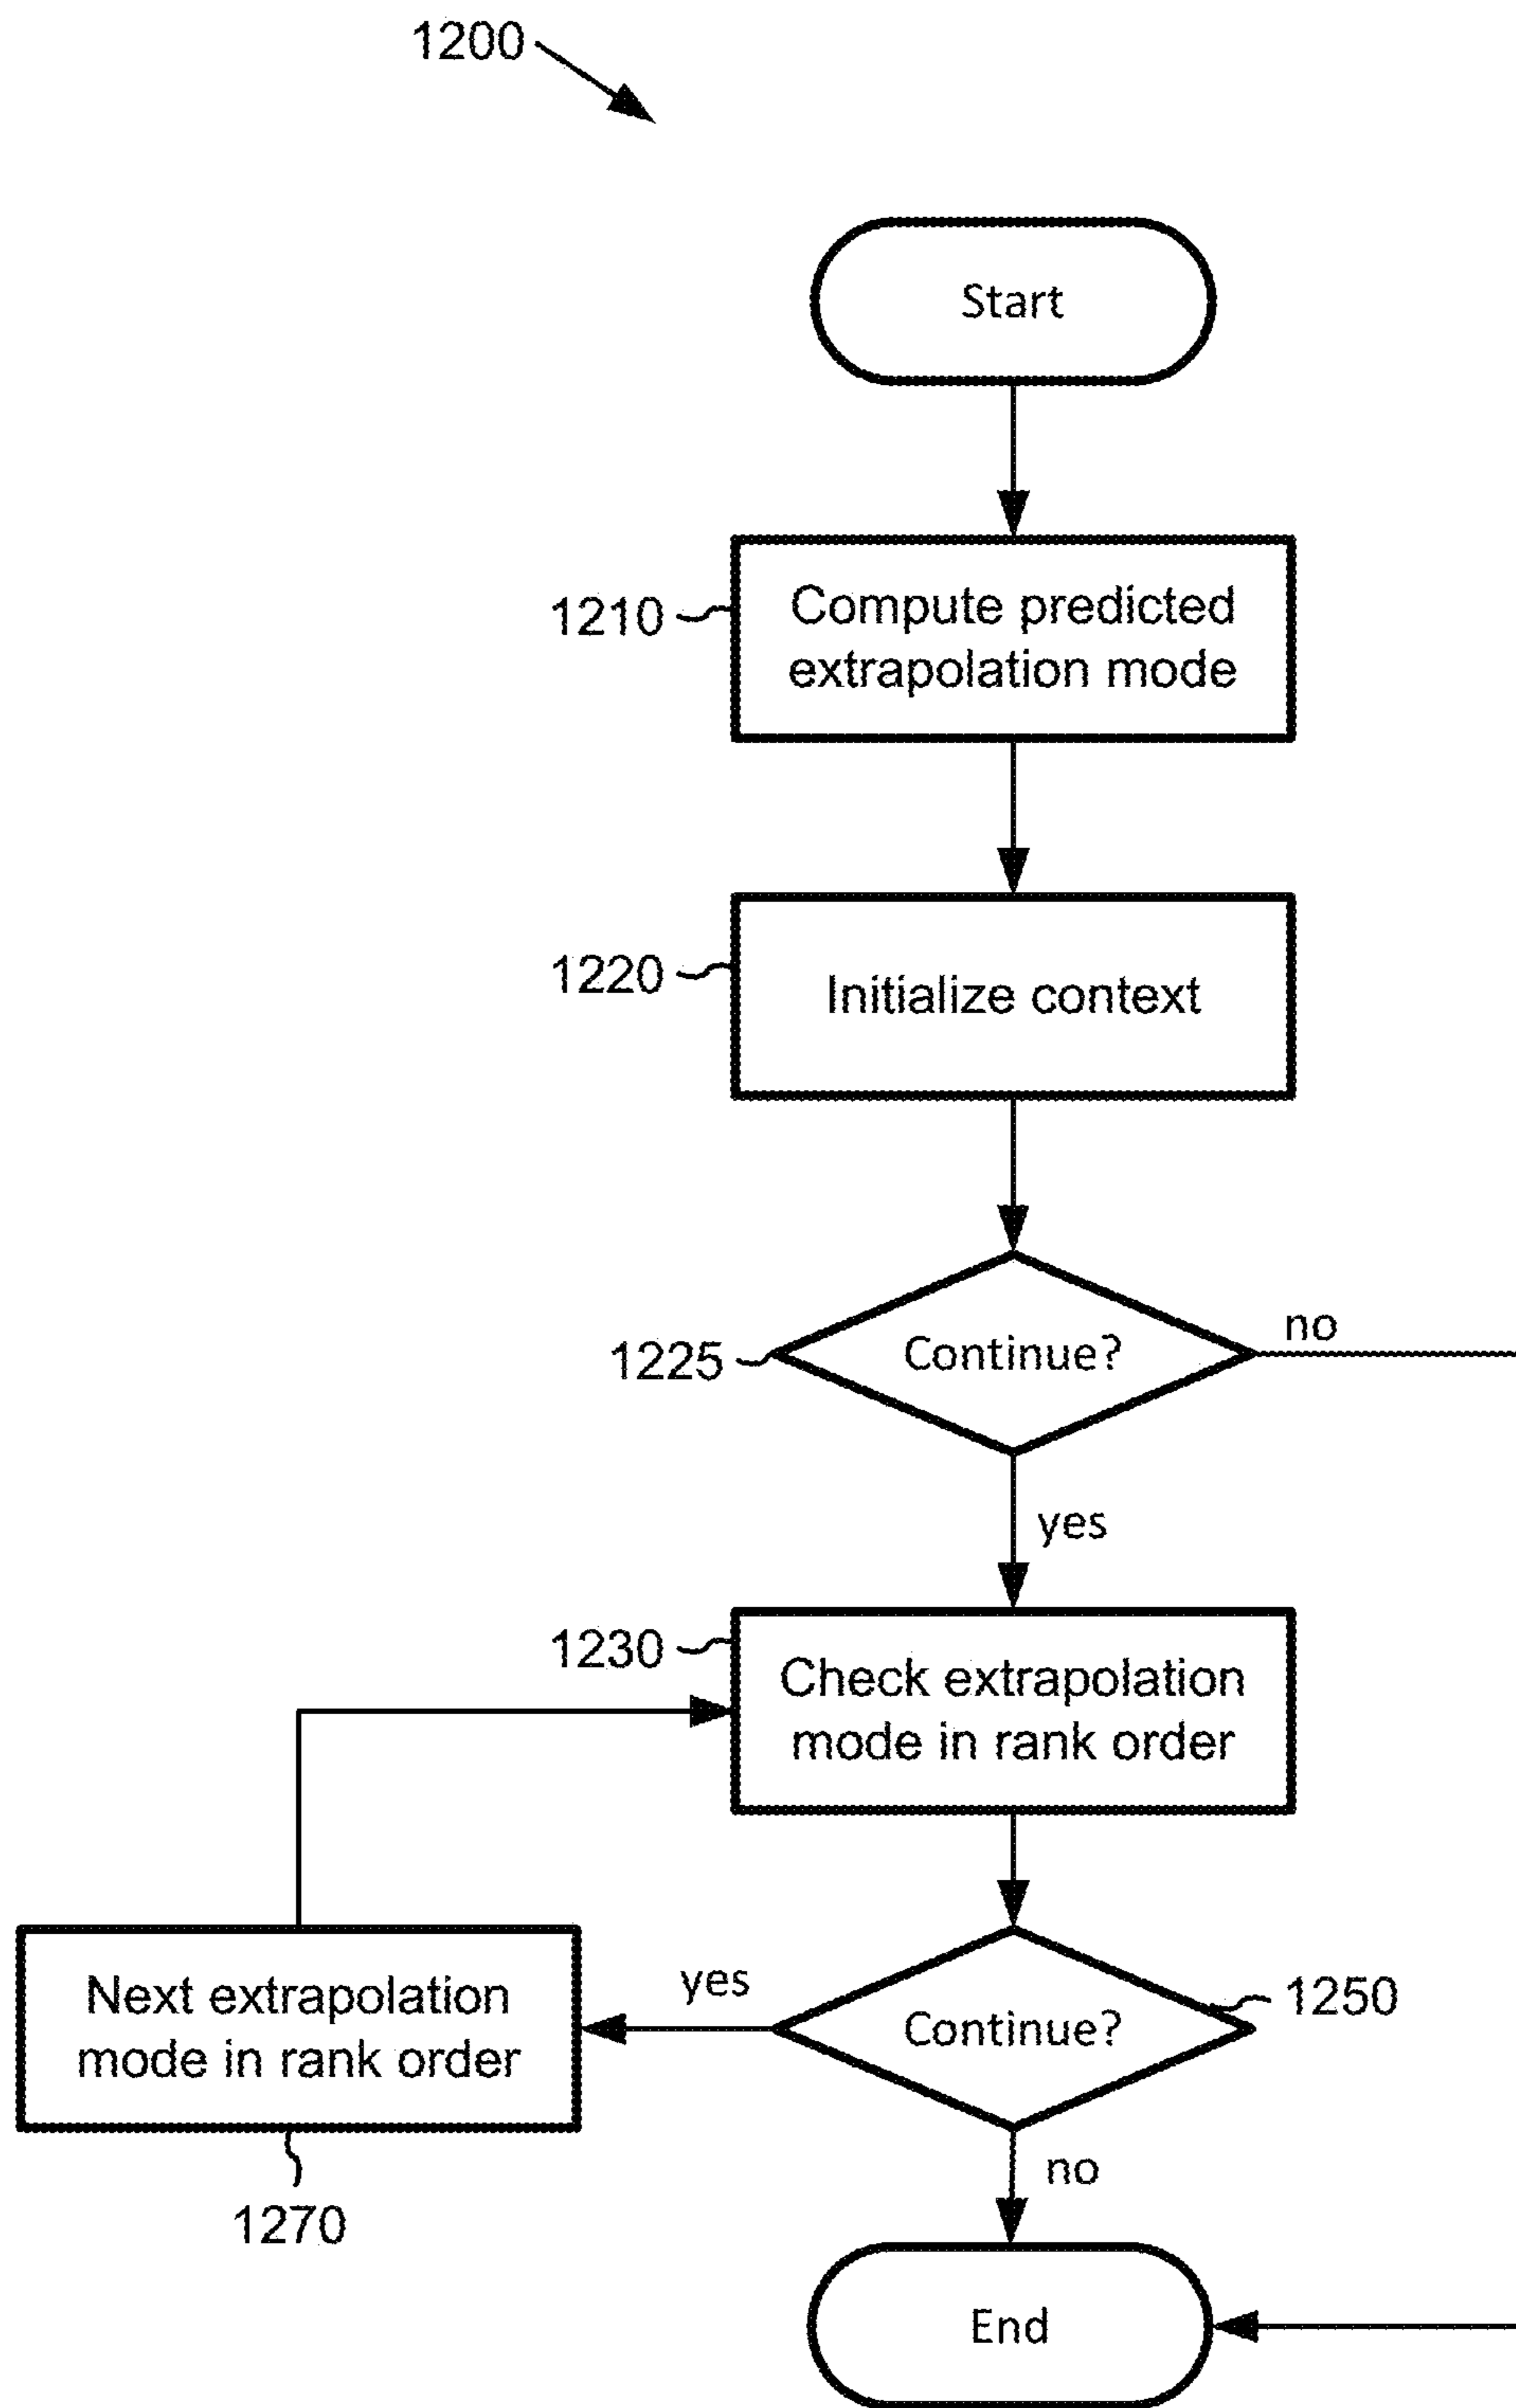 1200
Start
1210
Compute predicted
extrapolation mode
1220
Initialize context
1225
Continue?
no
yes
1230
Check extrapolation
mode in rank order
Next extrapolation
mode in rank order
yes
Continue?
1250
1270
no
End